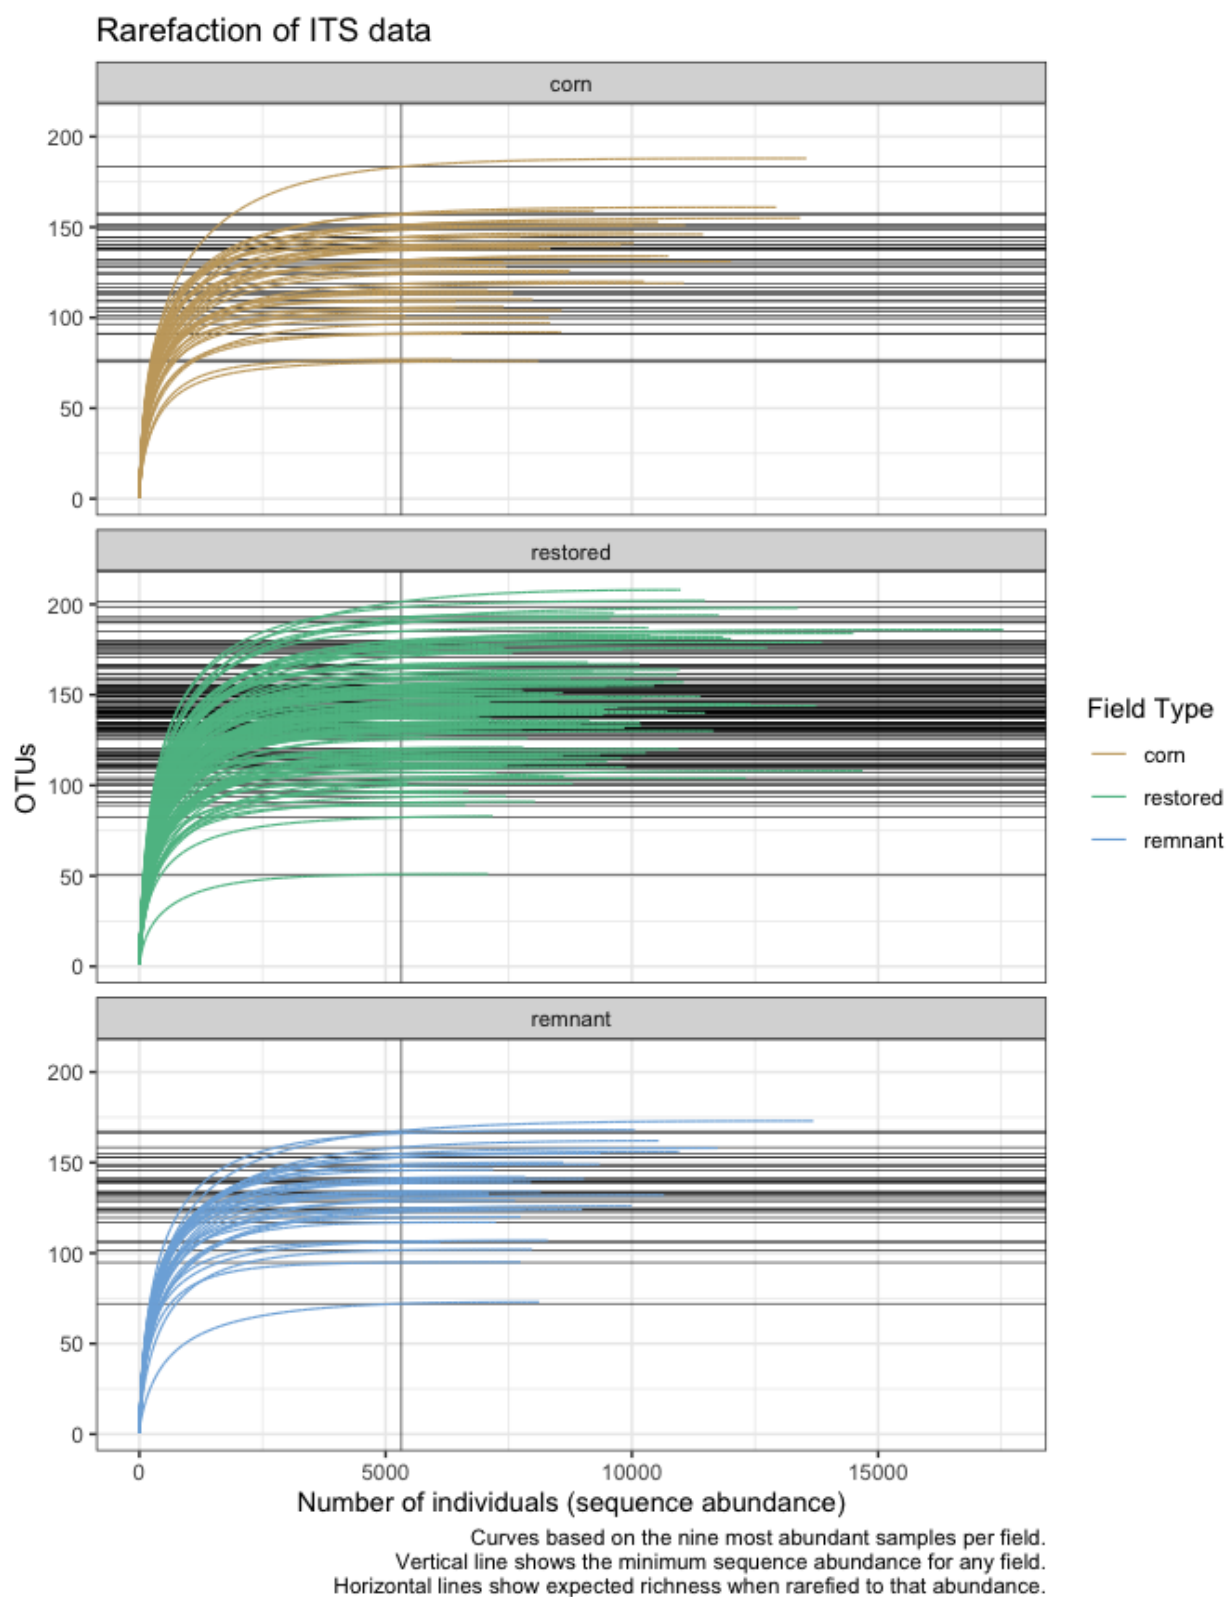 Rarefaction of ITS data
corn
200
150
100
50
0
restored
200
150
100
50
0
remnant
200
150
100
50
0
OTUs
0 5000 10000 15000
Number of individuals (sequence abundance)
Curves based on the nine most abundant samples per field.
Vertical line shows the minimum sequence abundance for any field.
Horizontal lines show expected richness when rarefied to that abundance.
Field Type
corn
restored
remnant